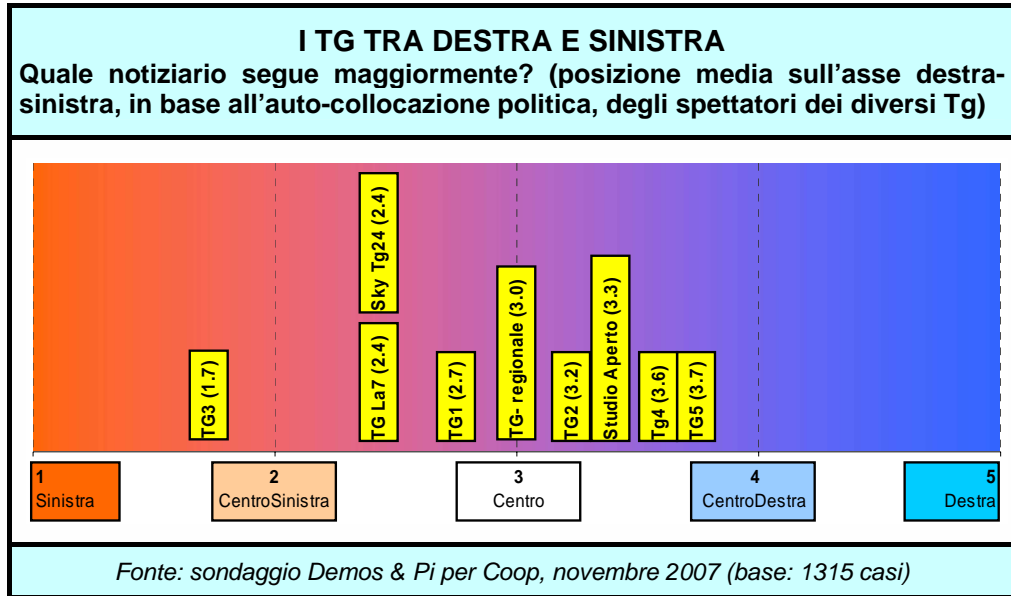 I TG TRA DESTRA E SINISTRA
Quale notiziario segue maggiormente? (posizione media sull'asse destra-
sinistra, in base all'auto-collocazione politica, degli spettatori dei diversi Tg)
TG3 (1.7)
Sky Tg24 (2.4)
TG La7 (2.4)
TG1 (2.7)
TG- regionale (3.0)
TG2 (3.2)
Studio Aperto (3.3)
Tg4 (3.6)
TG5 (3.7)
1
Sinistra
2
CentroSinistra
3
Centro
4
CentroDestra
5
Destra
Fonte: sondaggio Demos & Pi per Coop, novembre 2007 (base: 1315 casi)